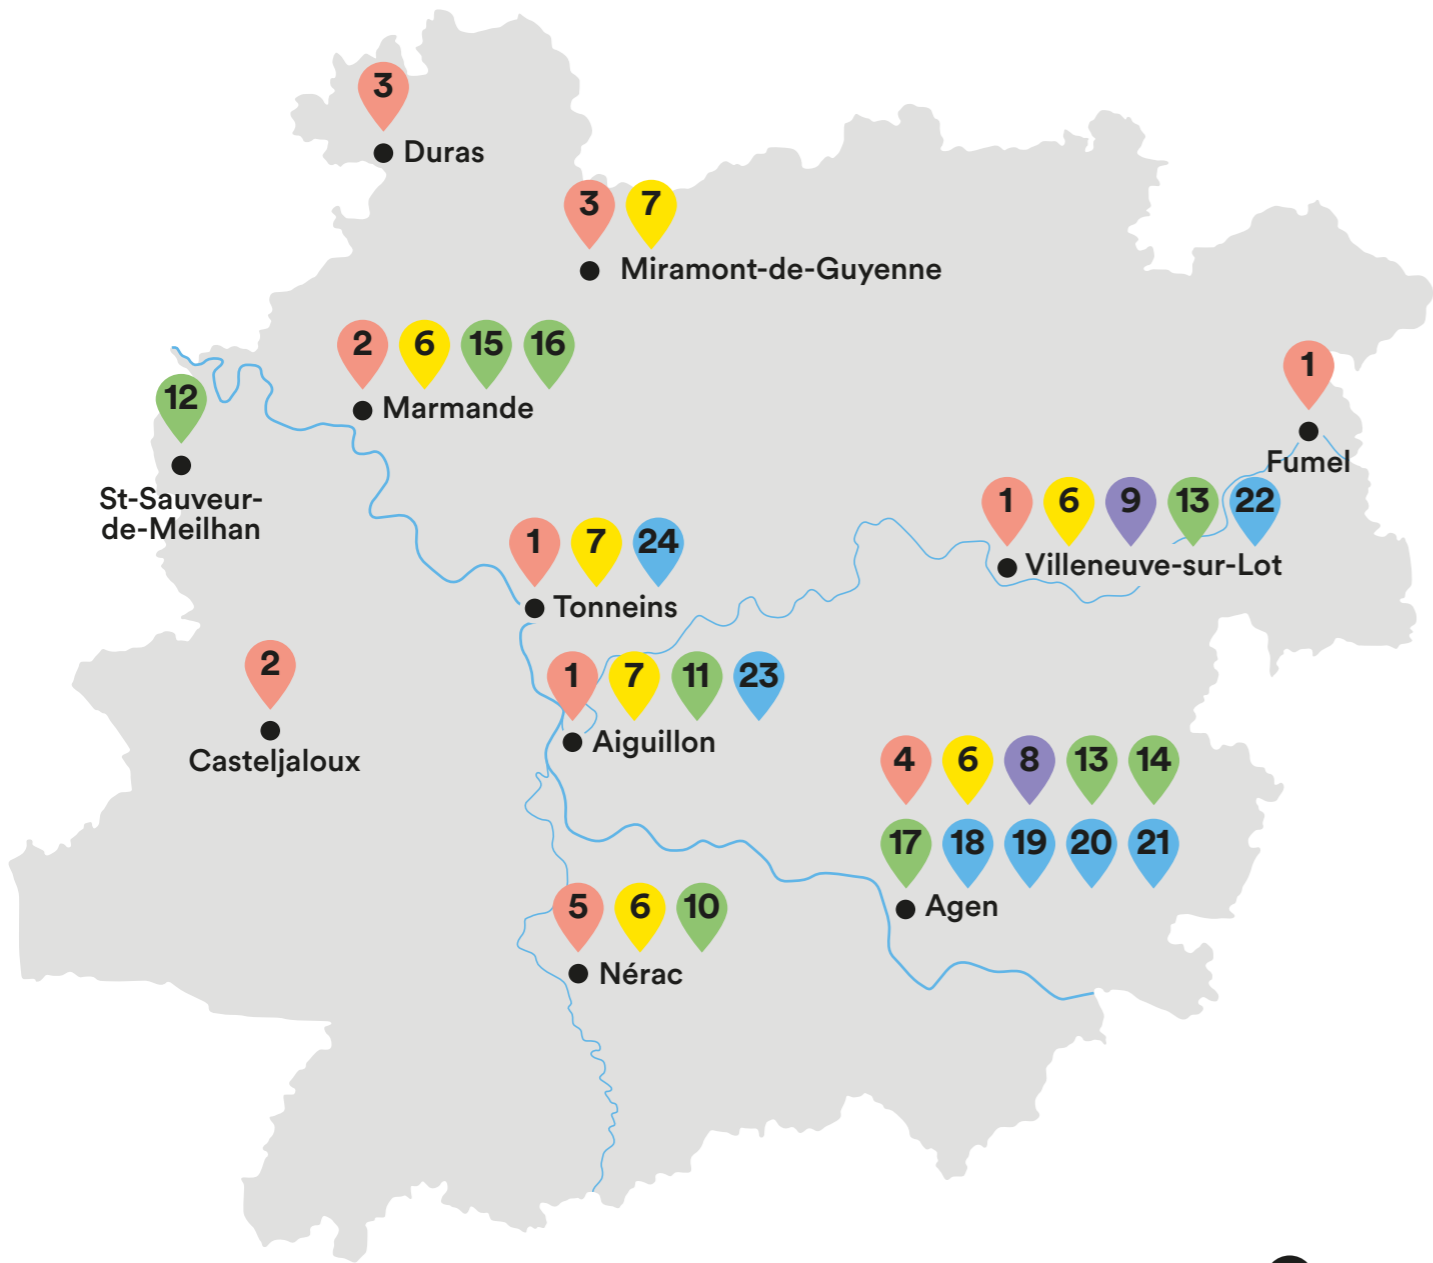 3
Duras
3 7
Miramont-de-Guyenne
2 6 15 16
Marmande
1
Fumel
12
St-Sauveur-
de-Meilhan
1 6 9 13 22
Villeneuve-sur-Lot
1 7 24
Tonneins
2
Casteljaloux
1 7 11 23
Aiguillon
4 6 8 13 14
17 18 19 20 21
Agen
5 6 10
Nérac